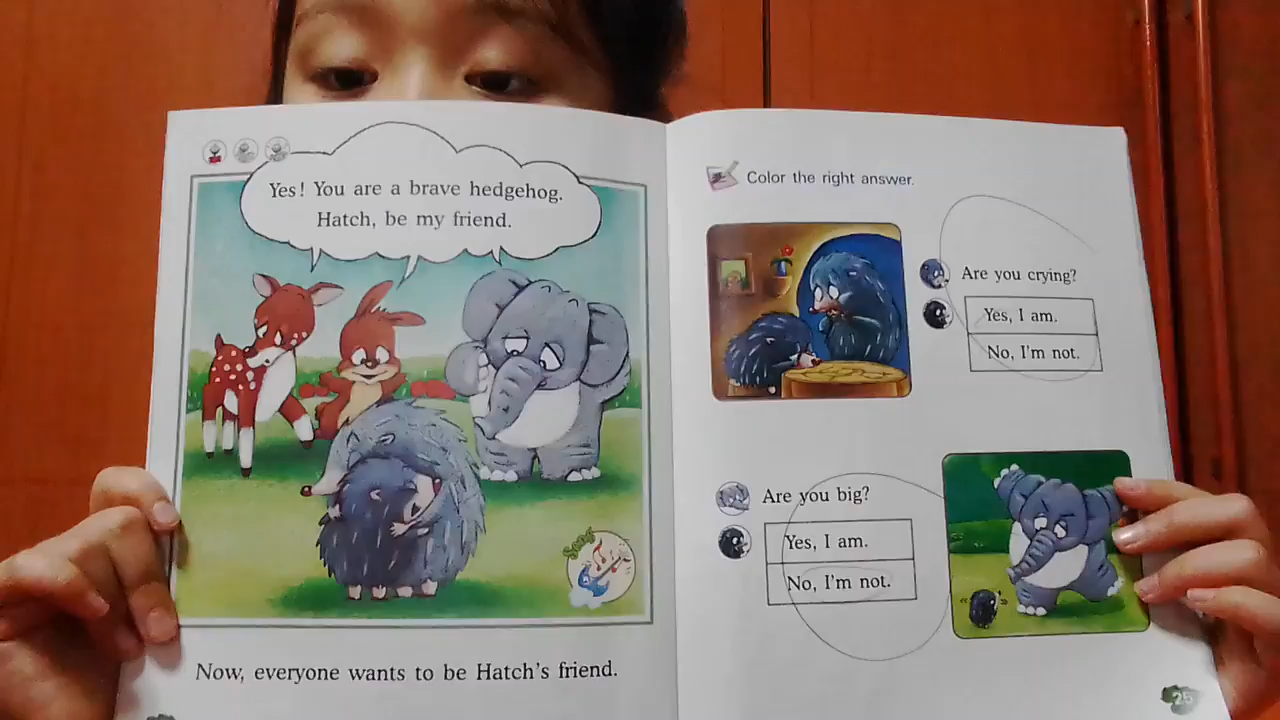 Yes! You are a brave hedgehog.
Hatch, be my friend.
Song
Now, everyone wants to be Hatch's friend.
Color the right answer.
Are you crying?
Yes, I am.
No, I'm not.
Are you big?
Yes, I am.
No, I'm not.
25